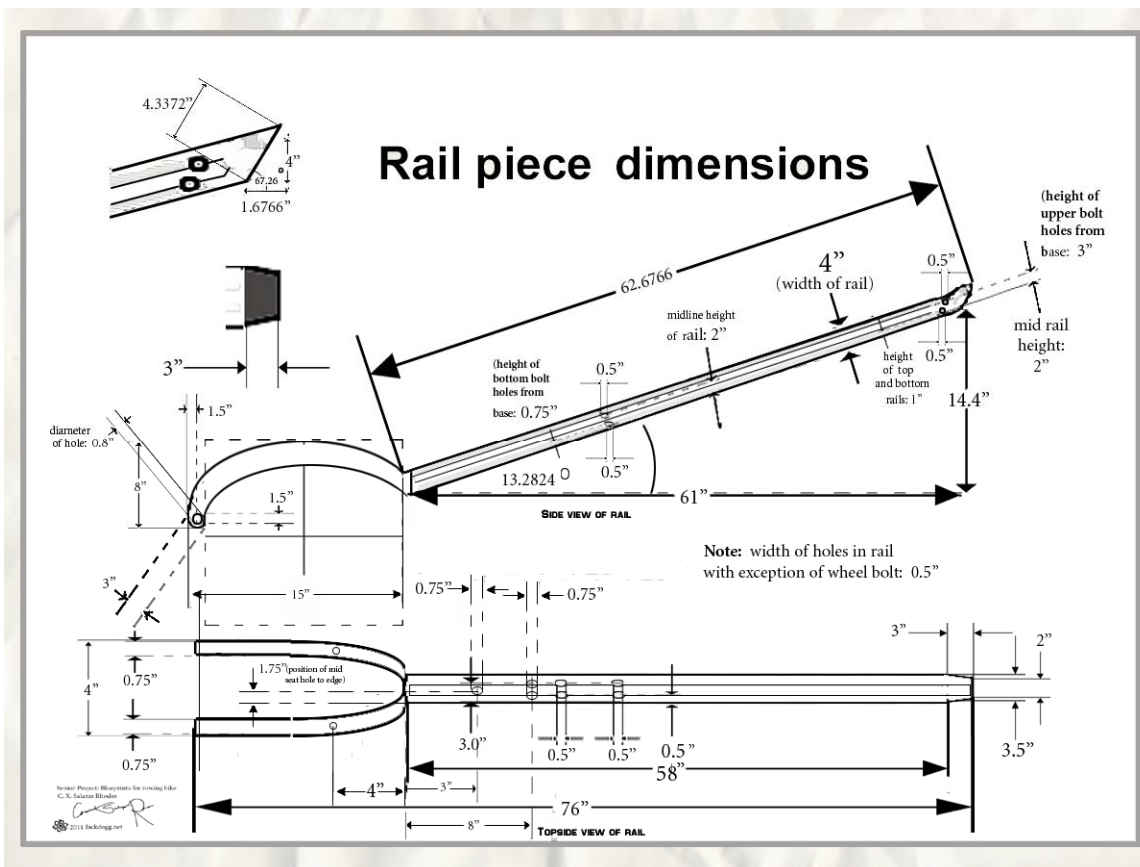 4.3372”
4”
67.26
1.6766”
Rail piece dimensions
62.6766
4”
(width of rail)
0.5”
(height of
upper bolt
holes from
base: 3”
3”
midline height
of rail: 2”
0.5”
mid rail
height:
2”
(height of
bottom bolt
holes from
base: 0.75”
0.5”
height
of top
and bottom
rails: 1”
14.4”
1.5”
diameter
of hole: 0.8”
8”
1.5”
0.5”
13.2824
61”
SIDE VIEW OF RAIL
3”
15”
Note: width of holes in rail
with exception of wheel bolt: 0.5”
0.75”
0.75”
3”
2”
4”
0.75”
1.75”
(position of mid
seat hole to edge)
3.0”
0.5”
0.5”
0.5”
3.5”
0.75”
58”
4”
3”
76”
8”
TOPSIDE VIEW OF RAIL
Senior Project: Blueprints for rowing bike
C. X. Salazar Rhodes